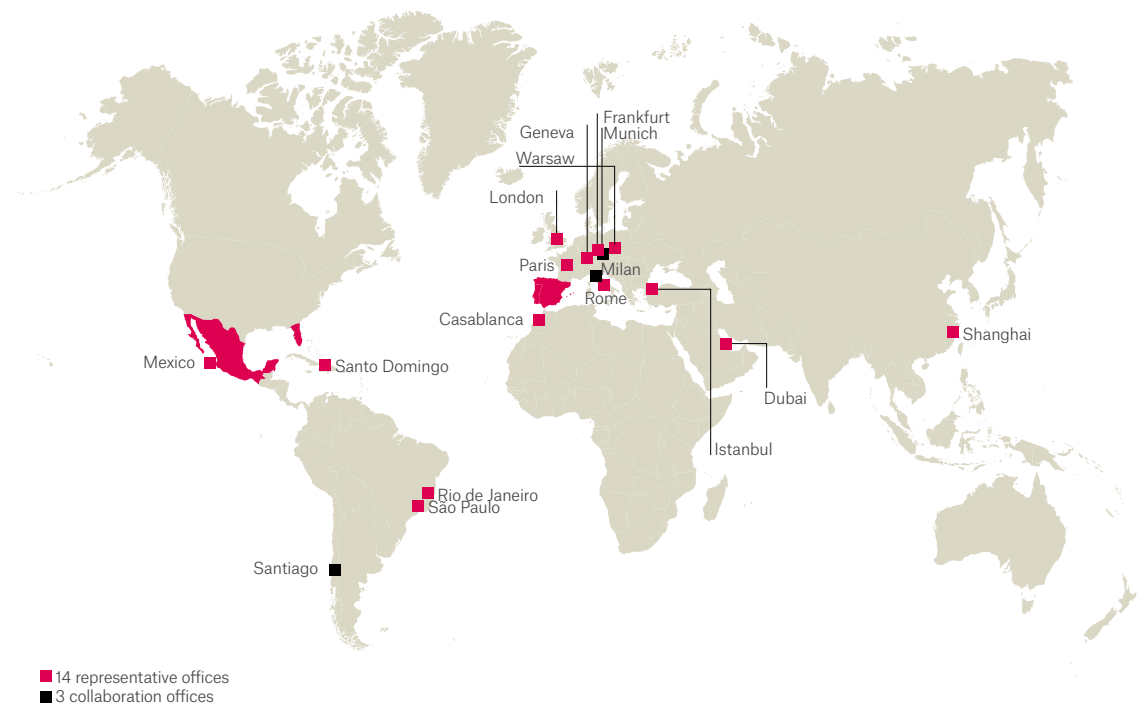 Frankfurt
Geneva
Munich
Warsaw
London
Paris
Milan
Rome
Casablanca
Shanghai
Mexico
Santo Domingo
Dubai
Istanbul
Rio de Janeiro
São Paulo
Santiago
14 representative offices
3 collaboration offices